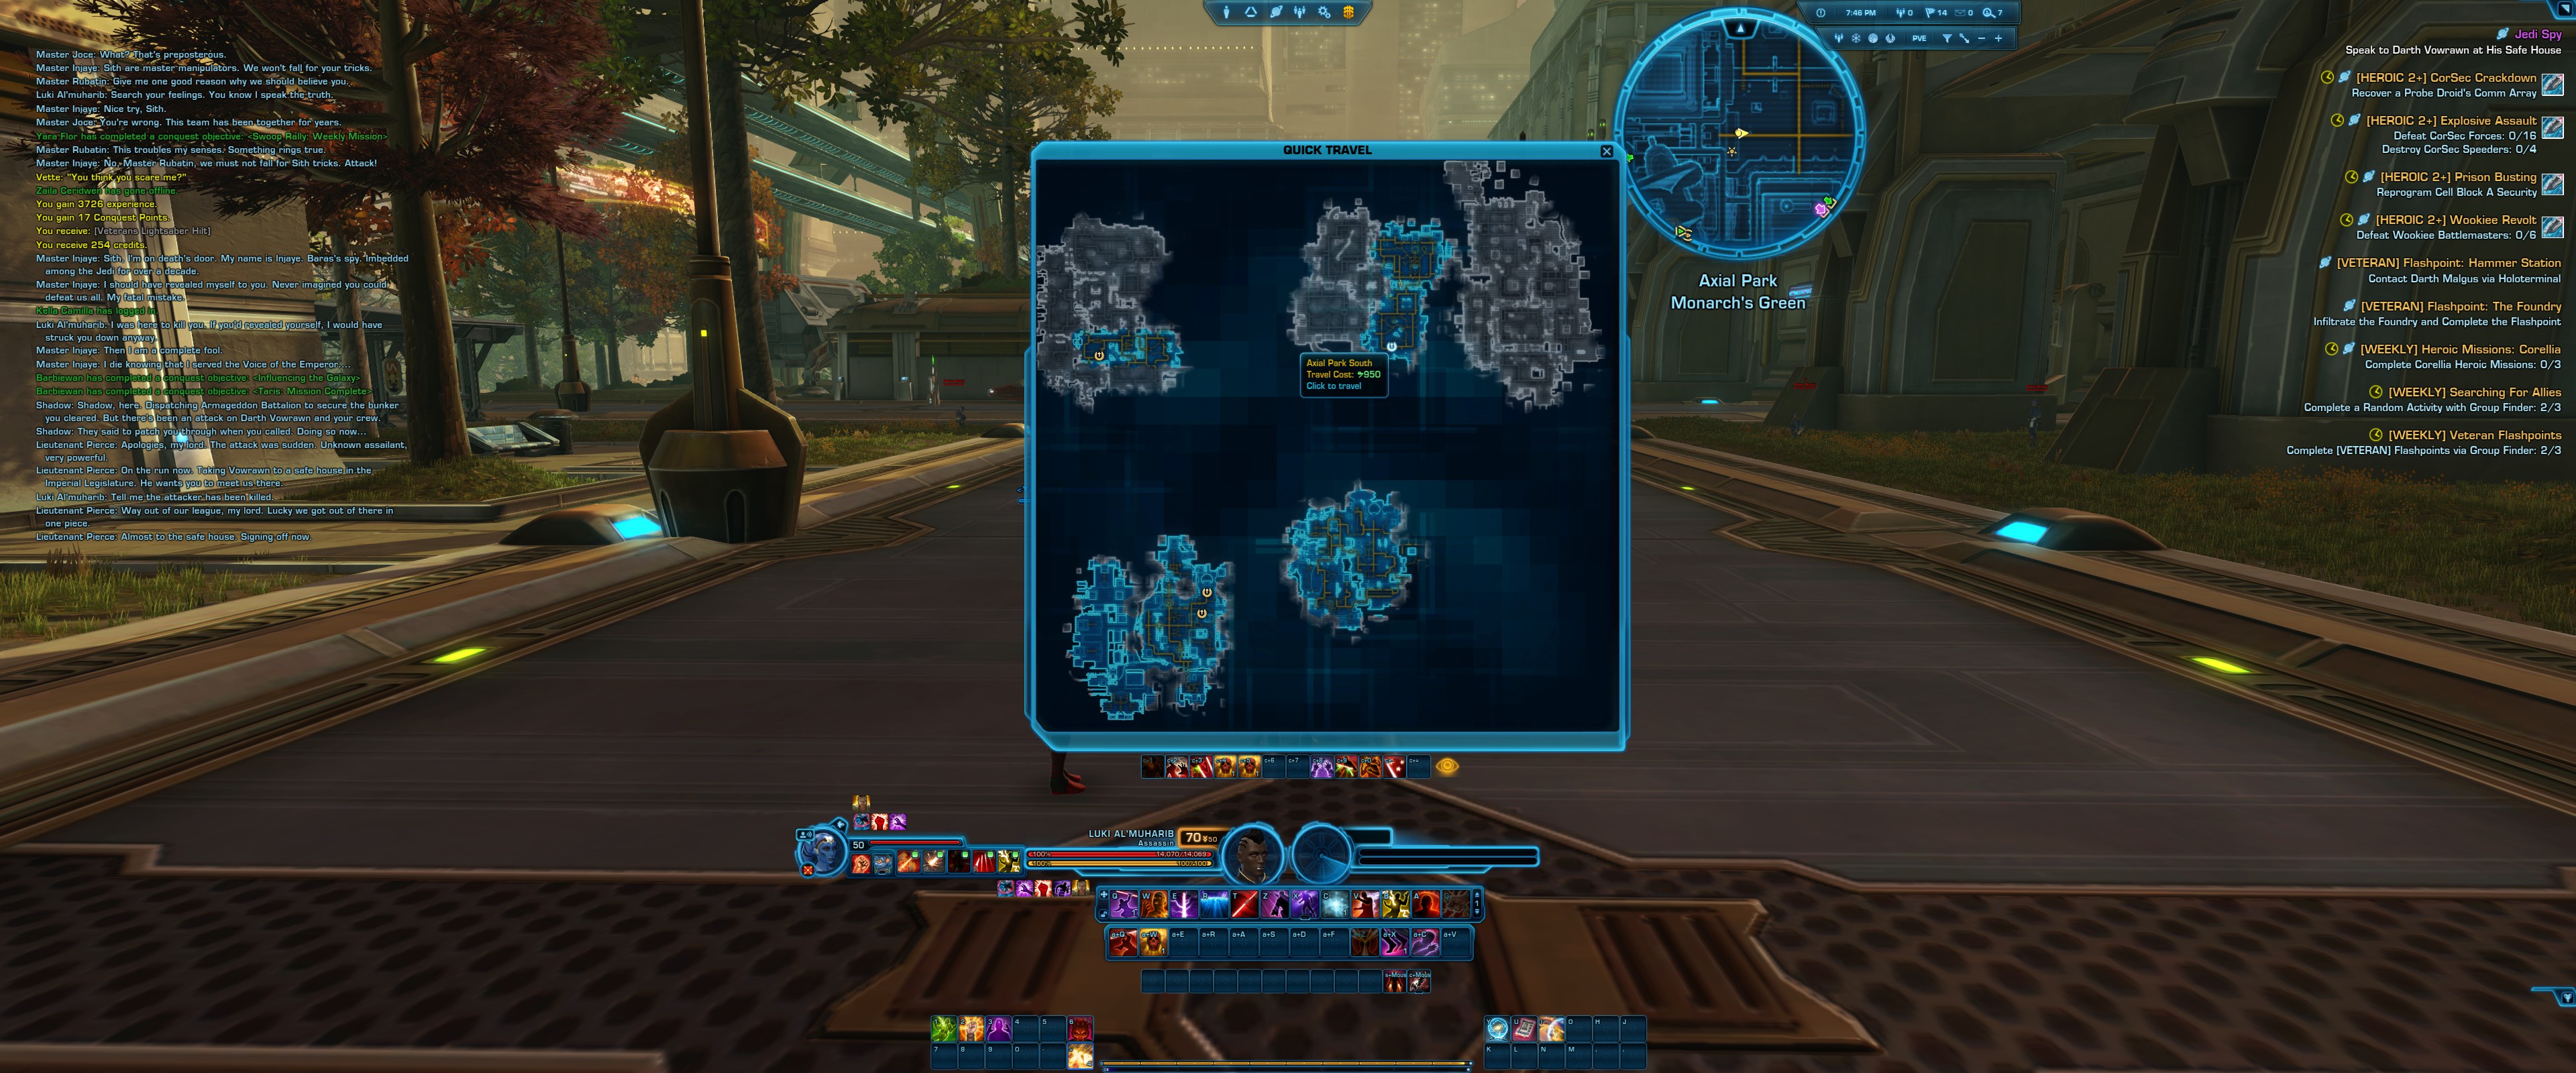 Master Joce: What? That's preposterous.
Master Injaye: Sith are master manipulators. We won't fall for your tricks.
Master Rubatin: Give me one good reason why we should believe you.
Luki Al'muharib: Search your feelings. You know I speak the truth.
Master Injaye: Nice try, Sith.
Master Joce: You're wrong. This team has been together for years.
Yara Flor has completed a conquest objective: <Swoop Rally: Weekly Mission>
Master Rubatin: This troubles my senses. Something rings true.
Master Injaye: No, Master Rubatin, we must not fall for Sith tricks. Attack!
Vette: "You think you scare me?"
Zaila Ceridwen has gone offline.
You gain 3726 experience.
You gain 17 Conquest Points.
You receive: [Veterans Lightsaber Hilt]
You receive 254 credits.
Master Injaye: Sith. I'm on death's door. My name is Injaye. Baras's spy. Imbedded
among the Jedi for over a decade.
Master Injaye: I should have revealed myself to you. Never imagined you could
defeat us all. My fatal mistake.
Kella Camilla has logged in.
Luki Al'muharib: I was here to kill you. If you'd revealed yourself, I would have
struck you down anyway.
Master Injaye: Then I am a complete fool.
Master Injaye: I die knowing that I served the Voice of the Emperor....
Barbiewan has completed a conquest objective: <Influencing the Galaxy>
Barbiewan has completed a conquest objective: <Taris: Mission Complete>
Shadow: Shadow, here. Dispatching Armageddon Battalion to secure the bunker
you cleared. But there's been an attack on Darth Vowrawn and your crew.
Shadow: They said to patch you through when you called. Doing so now...
Lieutenant Pierce: Apologies, my lord. The attack was sudden. Unknown assailant,
very powerful.
Lieutenant Pierce: On the run now. Taking Vowrawn to a safe house in the
Imperial Legislature. He wants you to meet us there.
Luki Al'muharib: Tell me the attacker has been killed.
Lieutenant Pierce: Way out of our league, my lord. Lucky we got out of there in
one piece.
Lieutenant Pierce: Almost to the safe house. Signing off now.
QUICK TRAVEL
Axial Park South
Travel Cost: 950
Click to travel
7:46 PM
0
14
0
7
PVE
Axial Park
Monarch's Green
Jedi Spy
Speak to Darth Vowrawn at His Safe House
[HEROIC 2+] CorSec Crackdown
Recover a Probe Droid's Comm Array
[HEROIC 2+] Explosive Assault
Defeat CorSec Forces: 0/16
Destroy CorSec Speeders: 0/4
[HEROIC 2+] Prison Busting
Reprogram Cell Block A Security
[HEROIC 2+] Wookiee Revolt
Defeat Wookiee Battlemasters: 0/6
[VETERAN] Flashpoint: Hammer Station
Contact Darth Malgus via Holoterminal
[VETERAN] Flashpoint: The Foundry
Infiltrate the Foundry and Complete the Flashpoint
[WEEKLY] Heroic Missions: Corellia
Complete Corellia Heroic Missions: 0/3
[WEEKLY] Searching For Allies
Complete a Random Activity with Group Finder: 2/3
[WEEKLY] Veteran Flashpoints
Complete [VETERAN] Flashpoints via Group Finder: 2/3
50
LUKI AL'MUHARIB
Assassin
70 50
100% 14,070/14,069
100% 100/100
a+Q a+W a+E a+R a+A a+S a+D a+F a+X a+C a+V
4 5
7 8 9 0 -
Y U O H J
K L N M , .